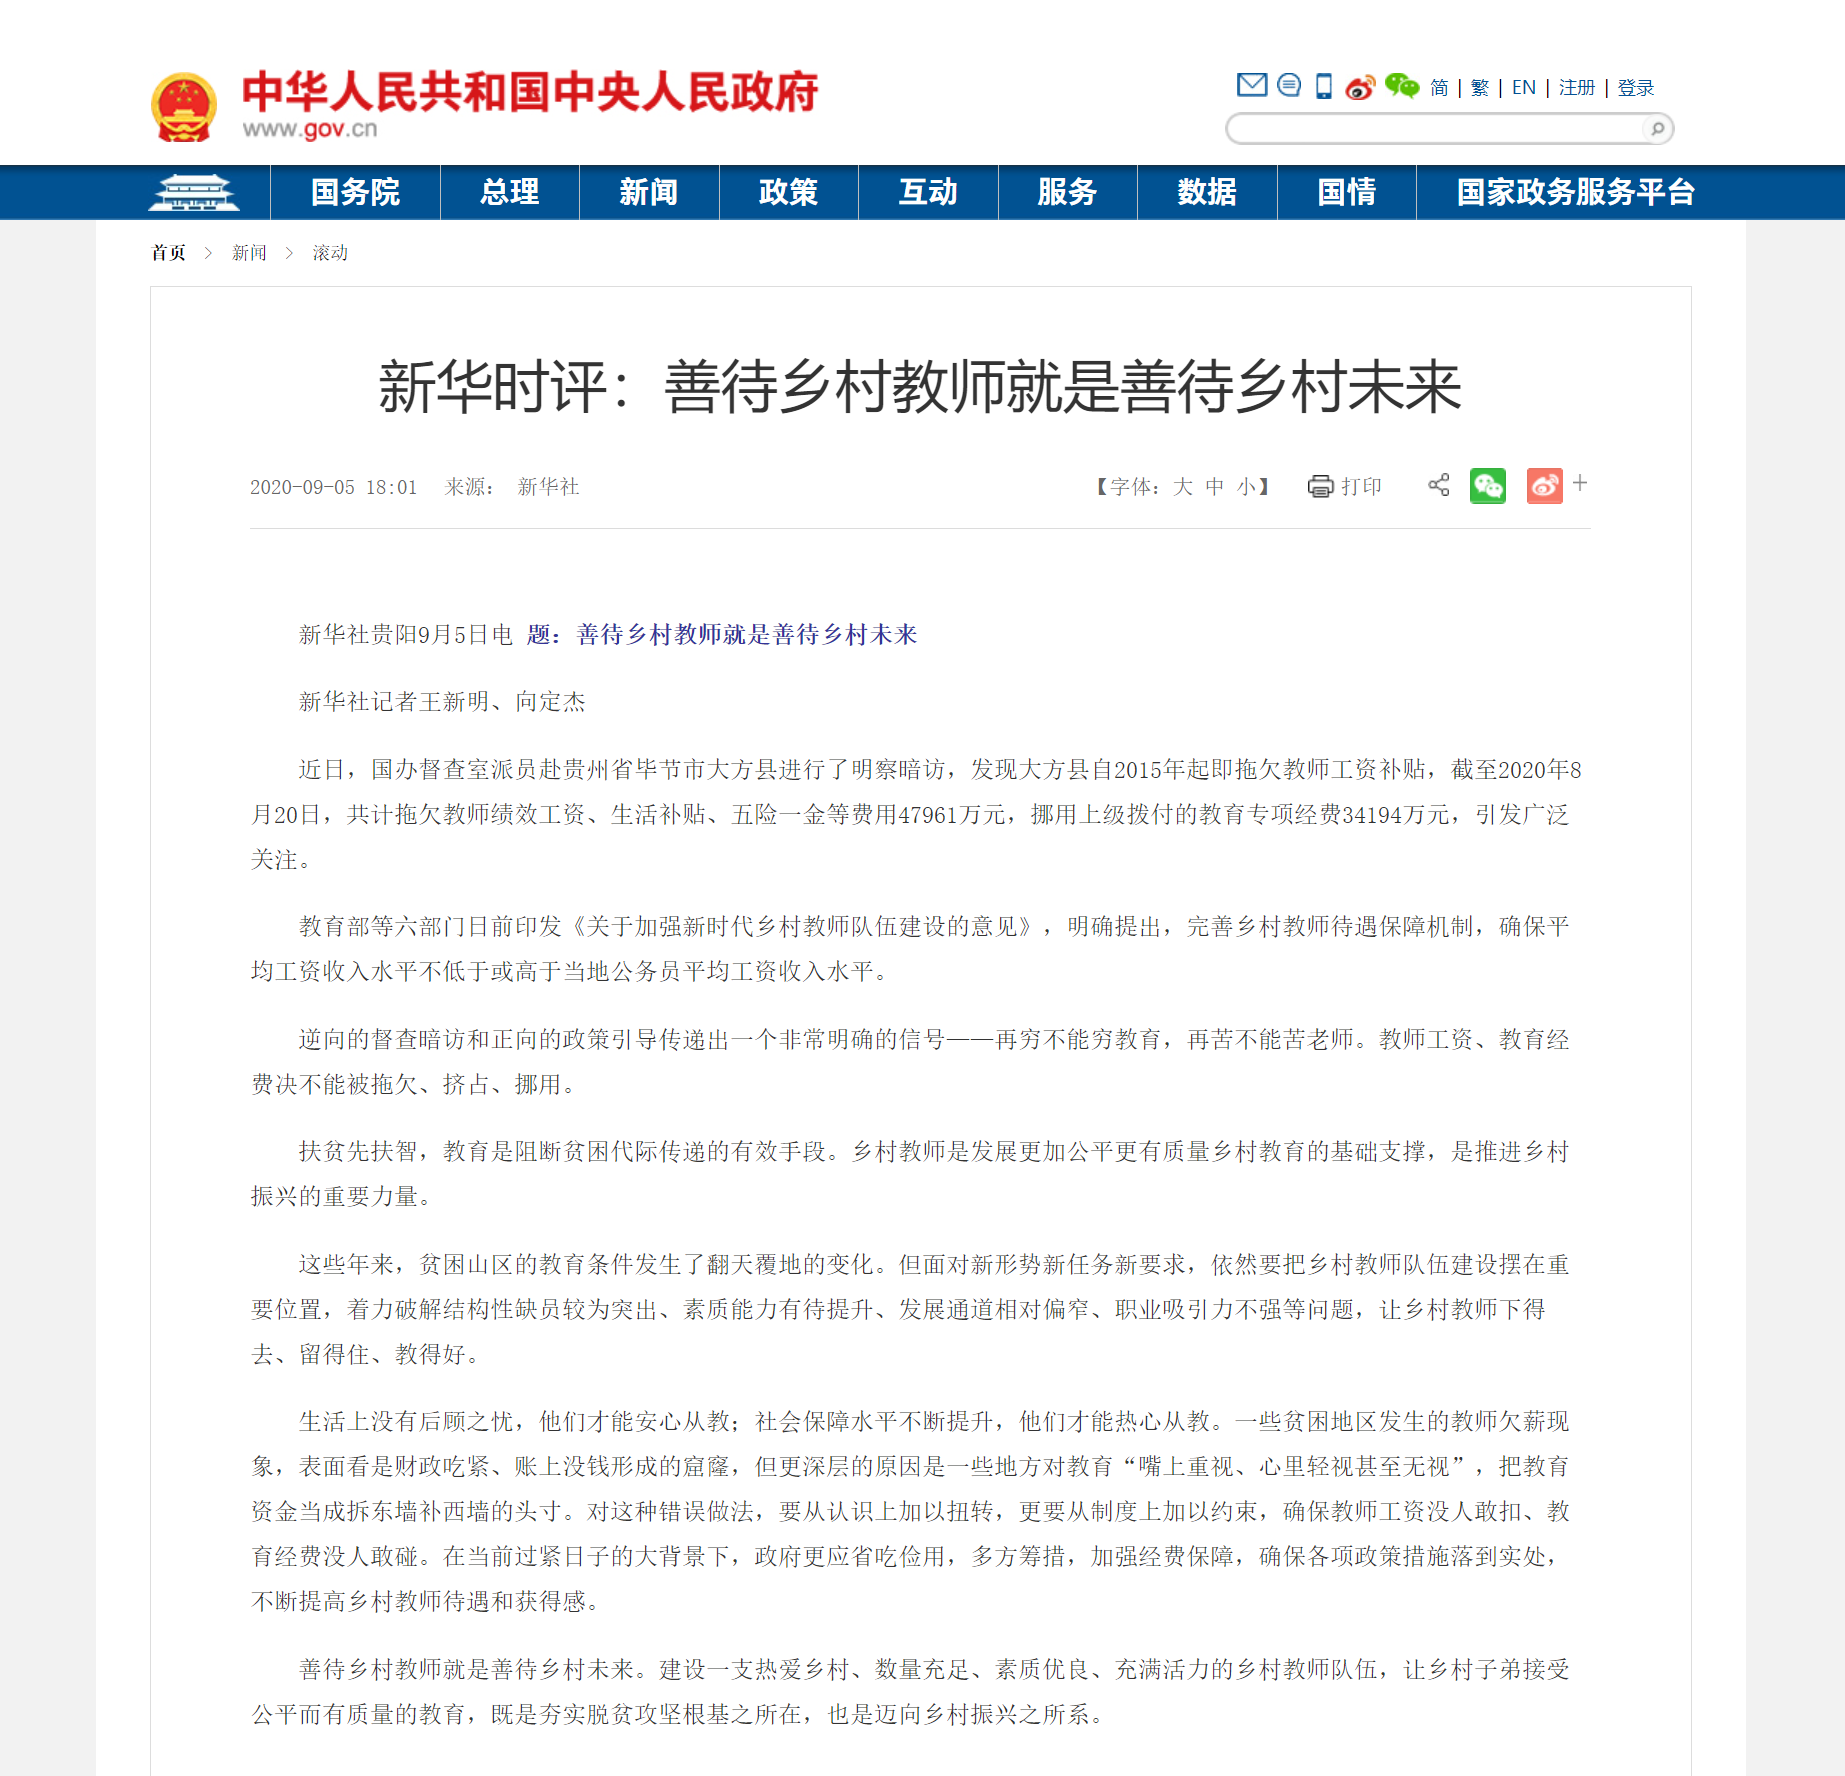 中华人民共和国中央人民政府
www.gov.cn
简 | 繁 | EN | 注册 | 登录
国务院 总理 新闻 政策 互动 服务 数据 国情 国家政务服务平台
首页 > 新闻 > 滚动
新华时评：善待乡村教师就是善待乡村未来
2020-09-05 18:01 来源： 新华社 【字体：大 中 小】 打印
新华社贵阳9月5日电 题：善待乡村教师就是善待乡村未来
新华社记者王新明、向定杰
近日，国办督查室派员赴贵州省毕节市大方县进行了明察暗访，发现大方县自2015年起即拖欠教师工资补贴，截至2020年8
月20日，共计拖欠教师绩效工资、生活补贴、五险一金等费用47961万元，挪用上级拨付的教育专项经费34194万元，引发广泛
关注。
教育部等六部门日前印发《关于加强新时代乡村教师队伍建设的意见》，明确提出，完善乡村教师待遇保障机制，确保平
均工资收入水平不低于或高于当地公务员平均工资收入水平。
逆向的督查暗访和正向的政策引导传递出一个非常明确的信号——再穷不能穷教育，再苦不能苦老师。教师工资、教育经
费决不能被拖欠、挤占、挪用。
扶贫先扶智，教育是阻断贫困代际传递的有效手段。乡村教师是发展更加公平更有质量乡村教育的基础支撑，是推进乡村
振兴的重要力量。
这些年来，贫困山区的教育条件发生了翻天覆地的变化。但面对新形势新任务新要求，依然要把乡村教师队伍建设摆在重
要位置，着力破解结构性缺员较为突出、素质能力有待提升、发展通道相对偏窄、职业吸引力不强等问题，让乡村教师下得
去、留得住、教得好。
生活上没有后顾之忧，他们才能安心从教；社会保障水平不断提升，他们才能热心从教。一些贫困地区发生的教师欠薪现
象，表面看是财政吃紧、账上没钱形成的窟窿，但更深层的原因是一些地方对教育“嘴上重视、心里轻视甚至无视”，把教育
资金当成拆东墙补西墙的头寸。对这种错误做法，要从认识上加以扭转，更要从制度上加以约束，确保教师工资没人敢扣、教
育经费没人敢碰。在当前过紧日子的大背景下，政府更应省吃俭用，多方筹措，加强经费保障，确保各项政策措施落到实处，
不断提高乡村教师待遇和获得感。
善待乡村教师就是善待乡村未来。建设一支热爱乡村、数量充足、素质优良、充满活力的乡村教师队伍，让乡村子弟接受
公平而有质量的教育，既是夯实脱贫攻坚根基之所在，也是迈向乡村振兴之所系。